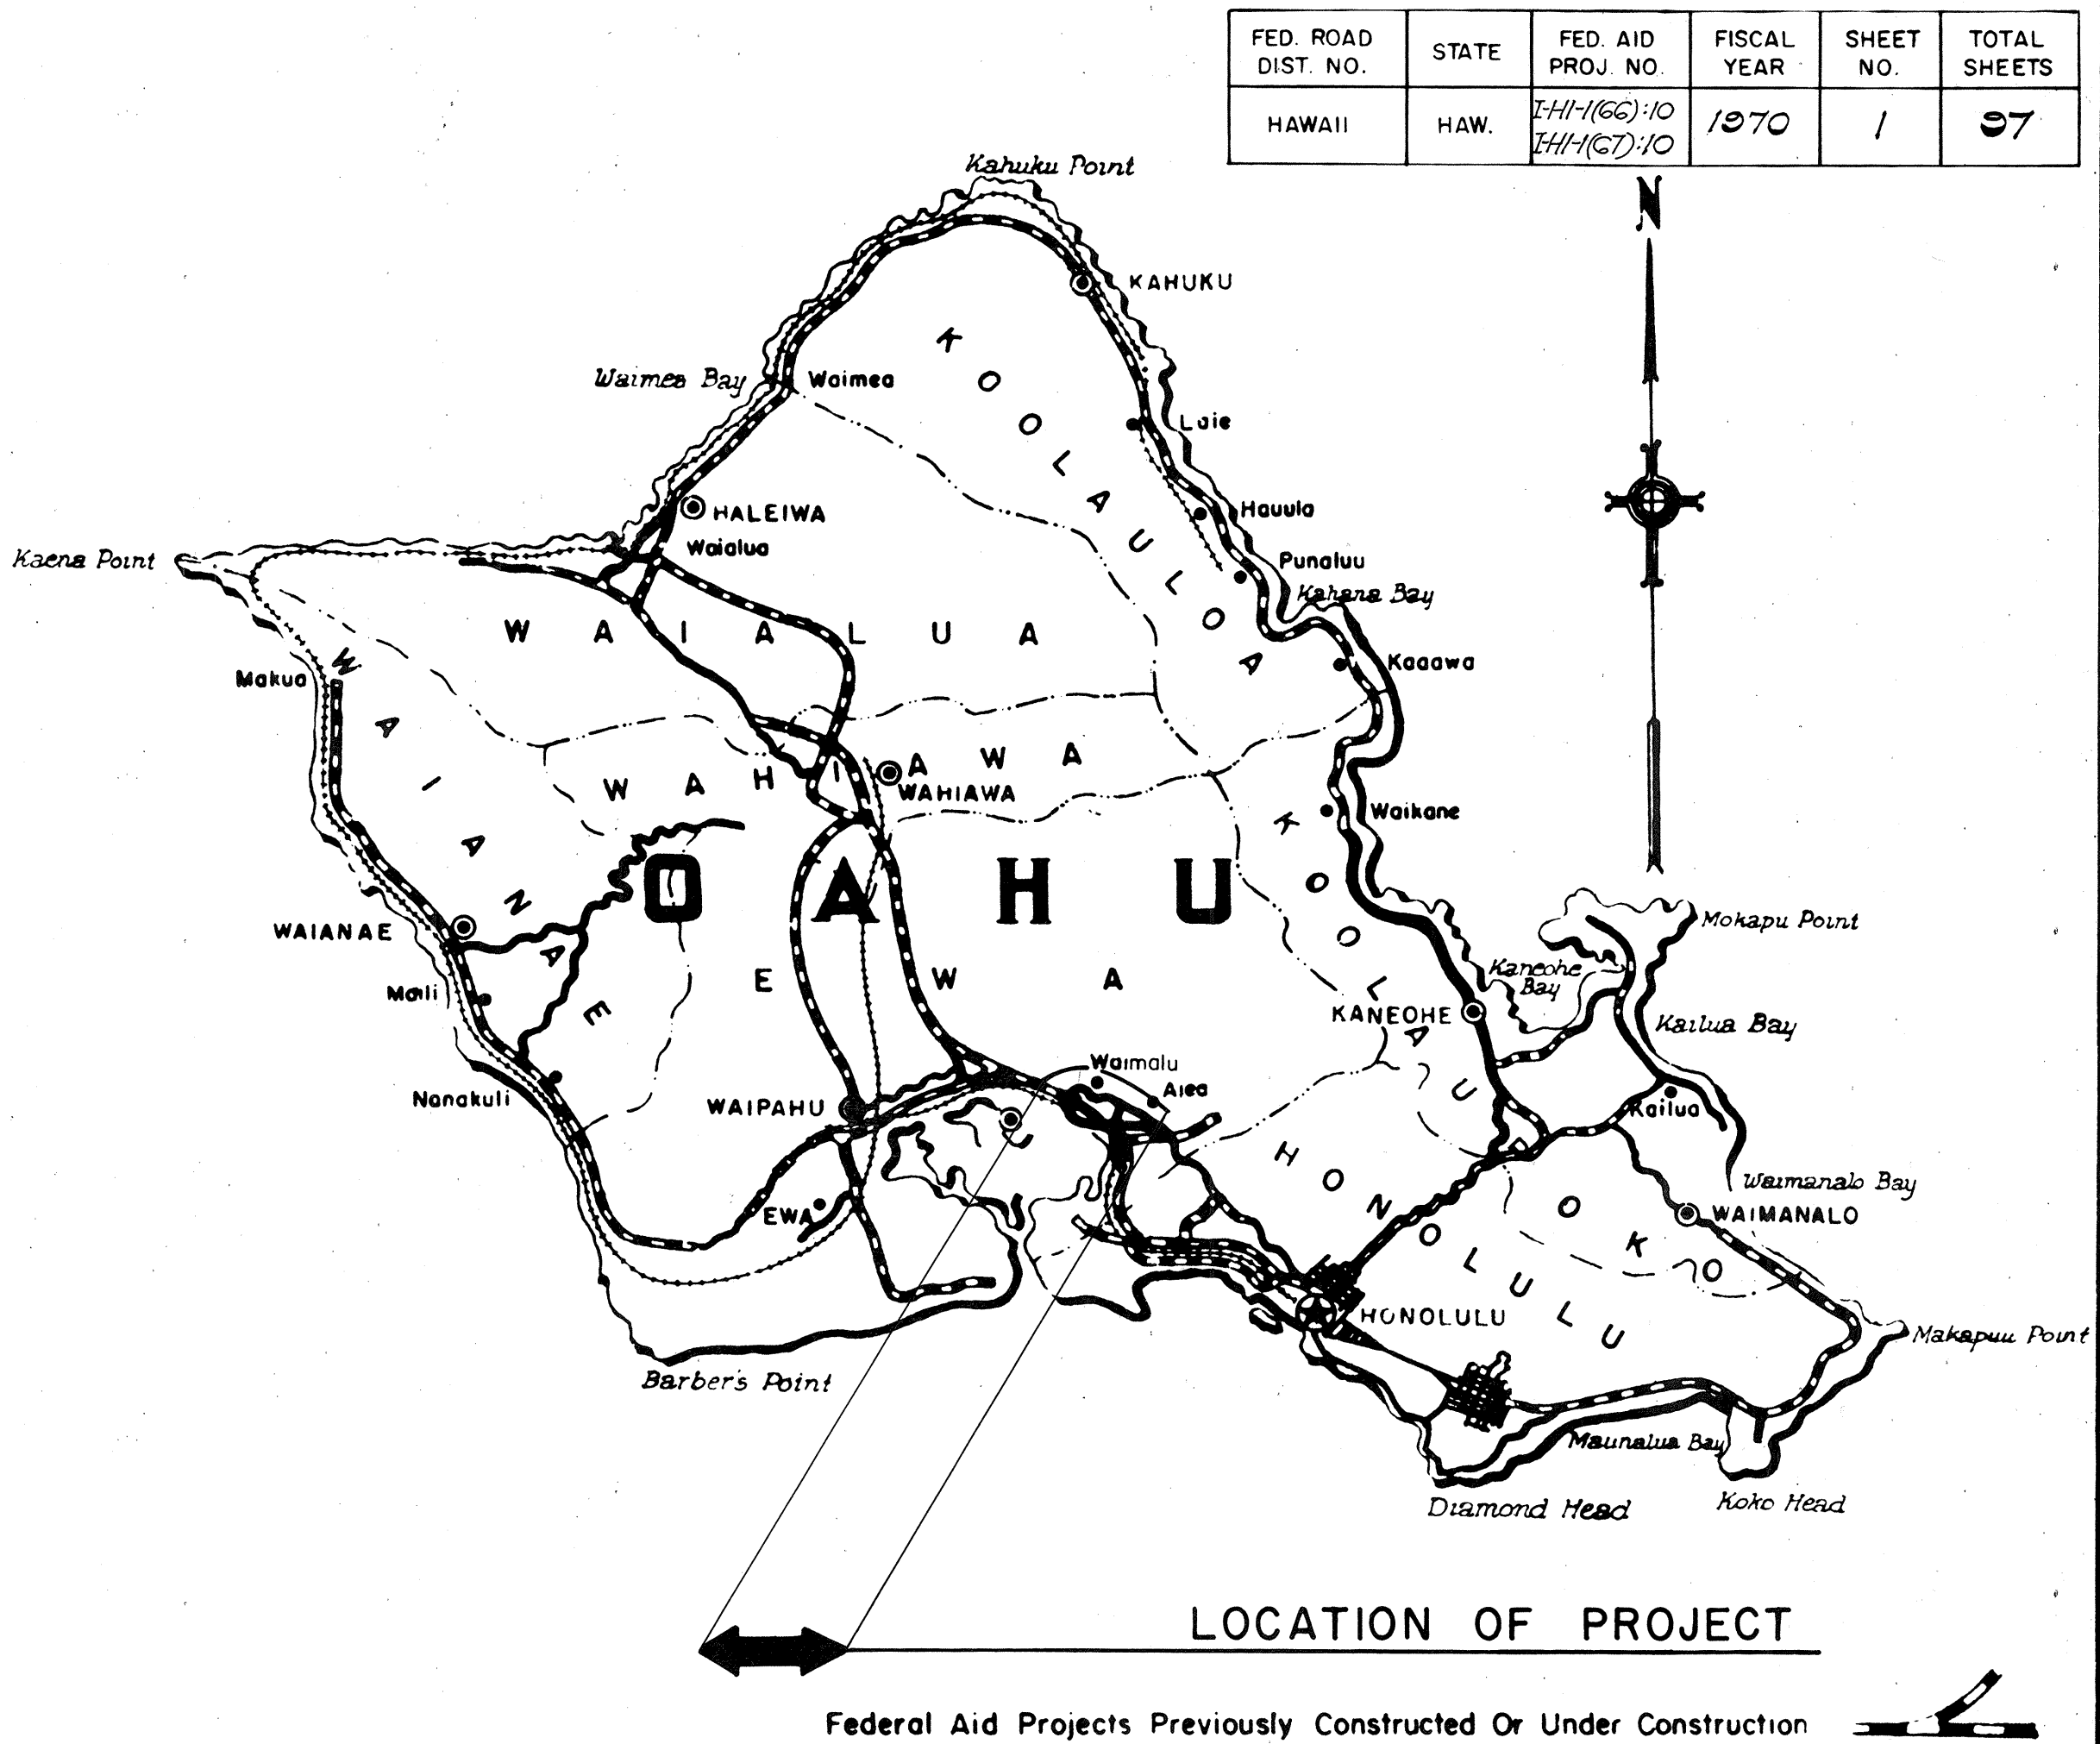 FED. ROAD DIST. NO.
STATE
FED. AID PROJ. NO.
FISCAL YEAR
SHEET NO.
TOTAL SHEETS
HAWAII
HAW.
I-H1-1(66):10
I-H1-1(67):10
1970
1
97
N
Kahuku Point
KAHUKU
KOOLAULOA
Waimea Bay
Waimea
Laie
HALEIWA
Hauula
Waialua
Kaena Point
Punaluu
Kahana Bay
WAIALUA
Makua
Kaaawa
WAIANAE
WAHIAWA
WAHIAWA
Waikane
OAHU
KOOLAUPOKO
WAIANAE
Mokapu Point
Kaneohe Bay
Maili
EWA
KANEOHE
Kailua Bay
Waimalu
Aiea
Nanakuli
WAIPAHU
Kailua
HONOLULU
Waimanalo Bay
EWA
WAIMANALO
HONOLULU
Makapuu Point
Barber's Point
Maunalua Bay
Diamond Head
Koko Head
LOCATION OF PROJECT
Federal Aid Projects Previously Constructed Or Under Construction